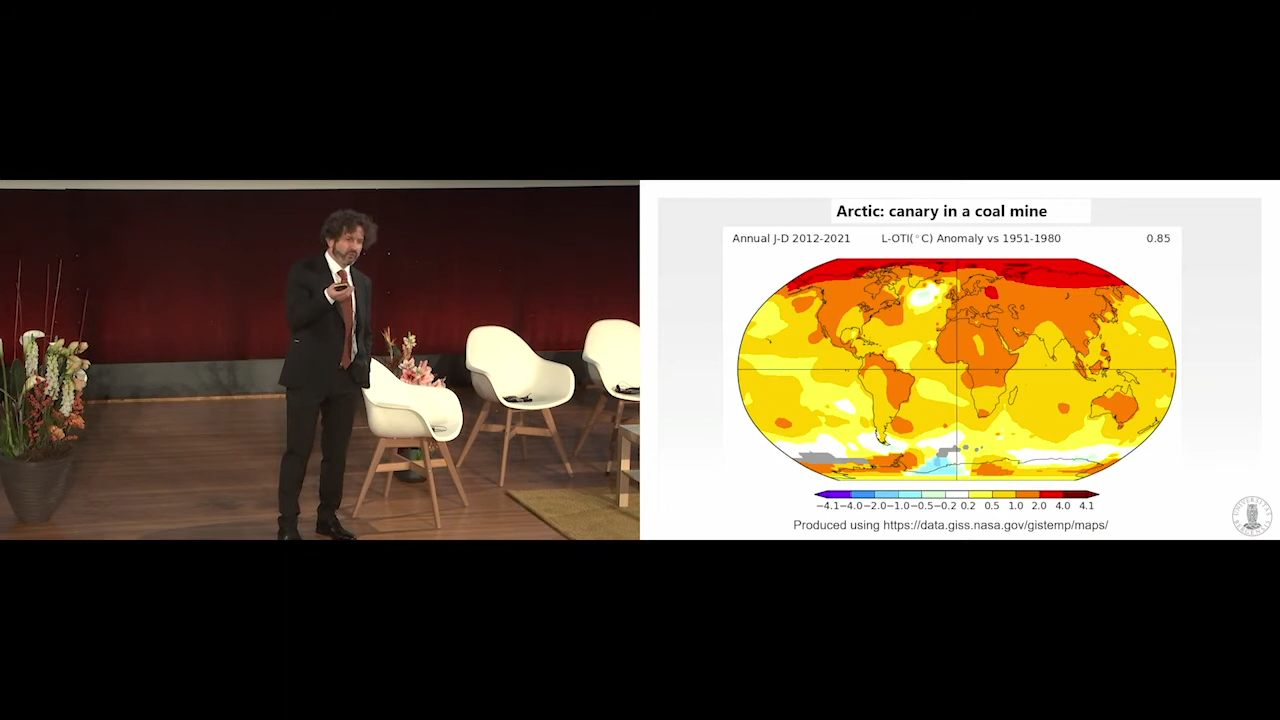 Arctic: canary in a coal mine
Annual J-D 2012-2021 L-OTI(°C) Anomaly vs 1951-1980 0.85
−4.1 −4.0 −2.0 −1.0 −0.5 −0.2 0.2 0.5 1.0 2.0 4.0 4.1
Produced using https://data.giss.nasa.gov/gistemp/maps/